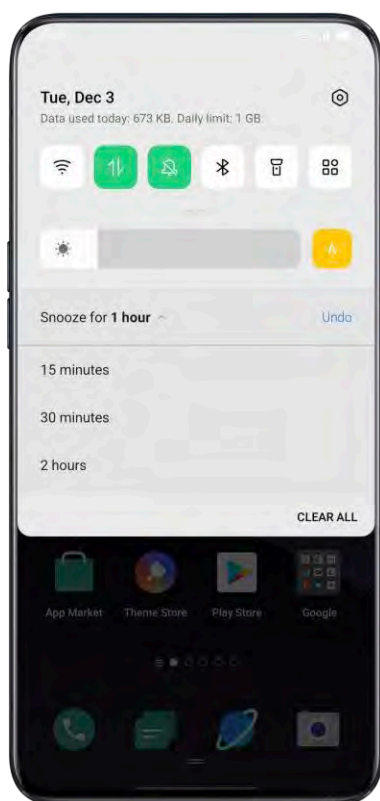 Tue, Dec 3
Data used today: 673 KB. Daily limit: 1 GB.
Snooze for 1 hour
Undo
15 minutes
30 minutes
2 hours
CLEAR ALL
App Market Theme Store Play Store Google